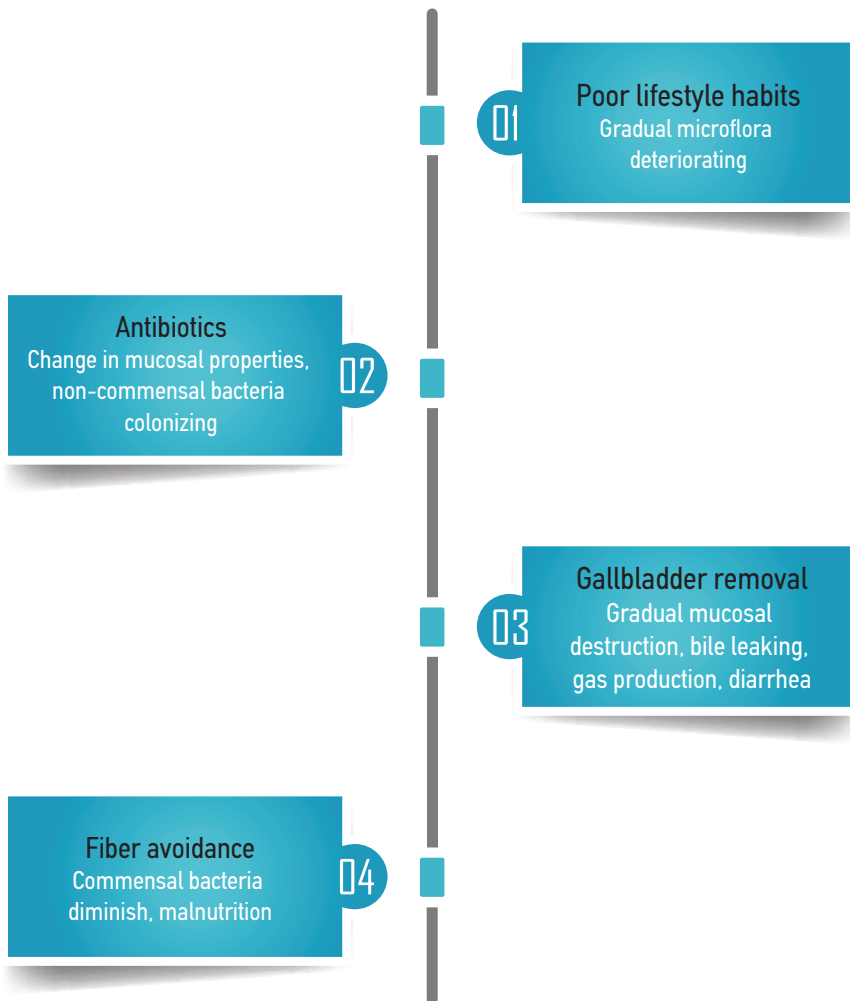 01
Poor lifestyle habits
Gradual microflora
deteriorating
Antibiotics
Change in mucosal properties,
non-commensal bacteria
colonizing
02
03
Gallbladder removal
Gradual mucosal
destruction, bile leaking,
gas production, diarrhea
Fiber avoidance
Commensal bacteria
diminish, malnutrition
04